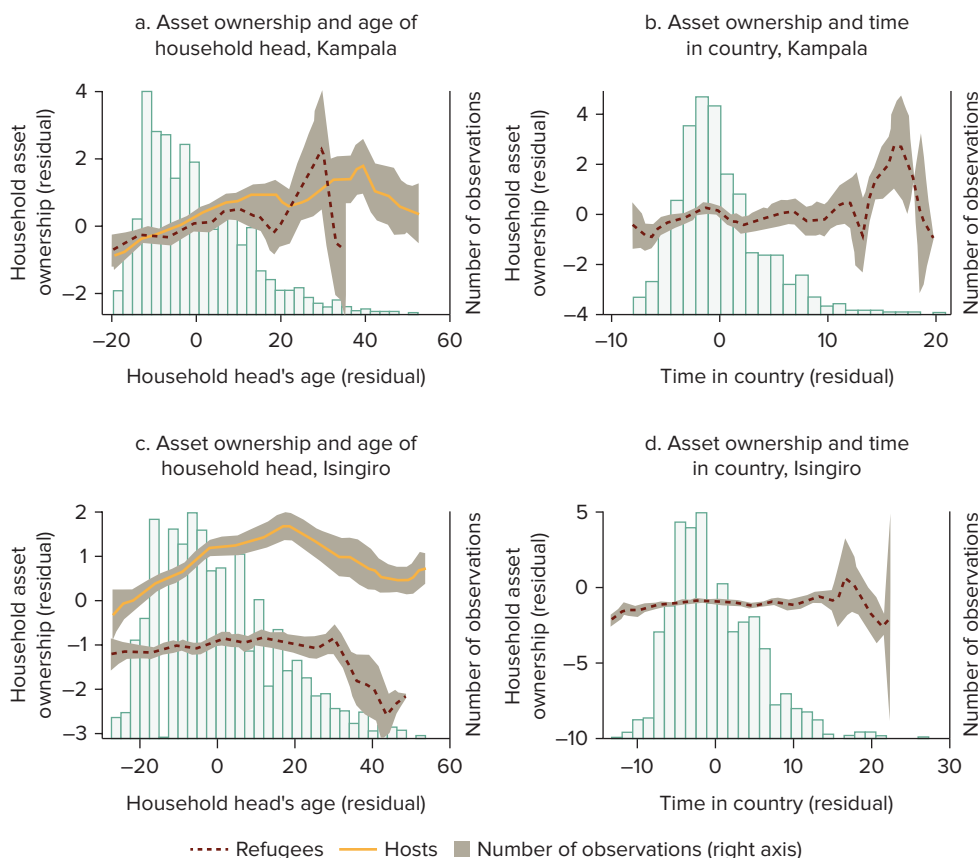 a. Asset ownership and age of
household head, Kampala
Household asset
ownership (residual)
4
2
0
−2
−20
0
20
40
60
Number of observations
Household head's age (residual)
b. Asset ownership and time
in country, Kampala
Household asset
ownership (residual)
4
2
0
−2
−4
−10
0
10
20
Number of observations
Time in country (residual)
c. Asset ownership and age of
household head, Isingiro
Household asset
ownership (residual)
2
1
0
−1
−2
−3
−20
0
20
40
60
Number of observations
Household head's age (residual)
d. Asset ownership and time
in country, Isingiro
Household asset
ownership (residual)
5
0
−5
−10
−10
0
10
20
30
Number of observations
Time in country (residual)
Refugees
Hosts
Number of observations (right axis)